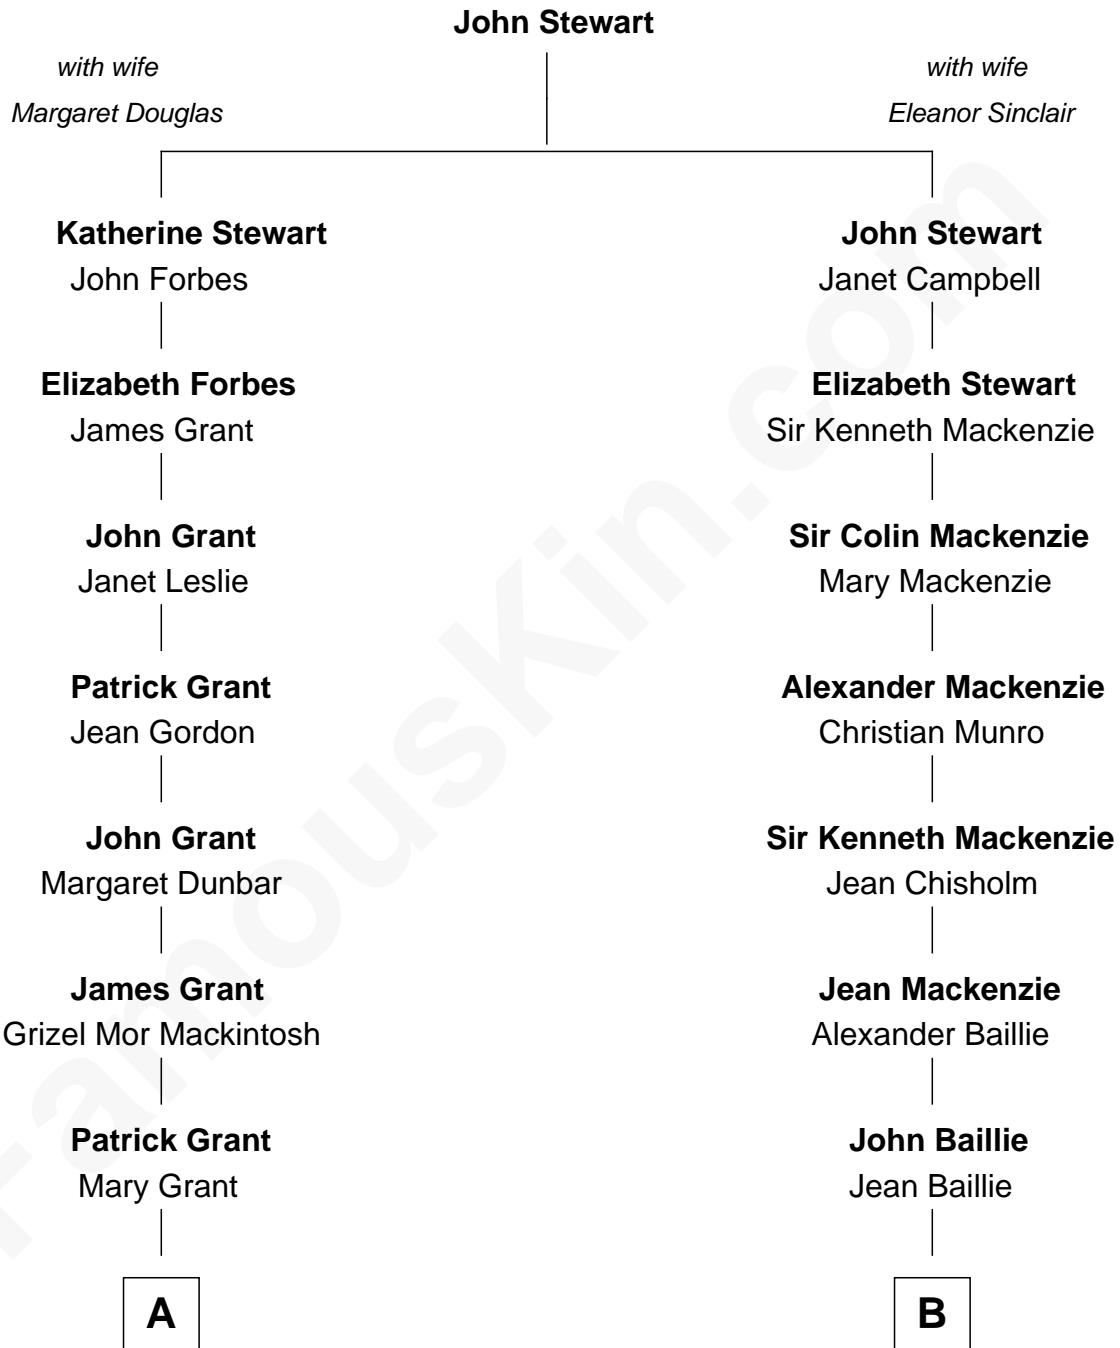 John Stewart
with wife
Margaret Douglas
with wife
Eleanor Sinclair
Katherine Stewart
John Forbes
John Stewart
Janet Campbell
Elizabeth Forbes
James Grant
Elizabeth Stewart
Sir Kenneth Mackenzie
John Grant
Janet Leslie
Sir Colin Mackenzie
Mary Mackenzie
Patrick Grant
Jean Gordon
Alexander Mackenzie
Christian Munro
John Grant
Margaret Dunbar
Sir Kenneth Mackenzie
Jean Chisholm
James Grant
Grizel Mor Mackintosh
Jean Mackenzie
Alexander Baillie
Patrick Grant
Mary Grant
John Baillie
Jean Baillie
A
B
FamousKin.com